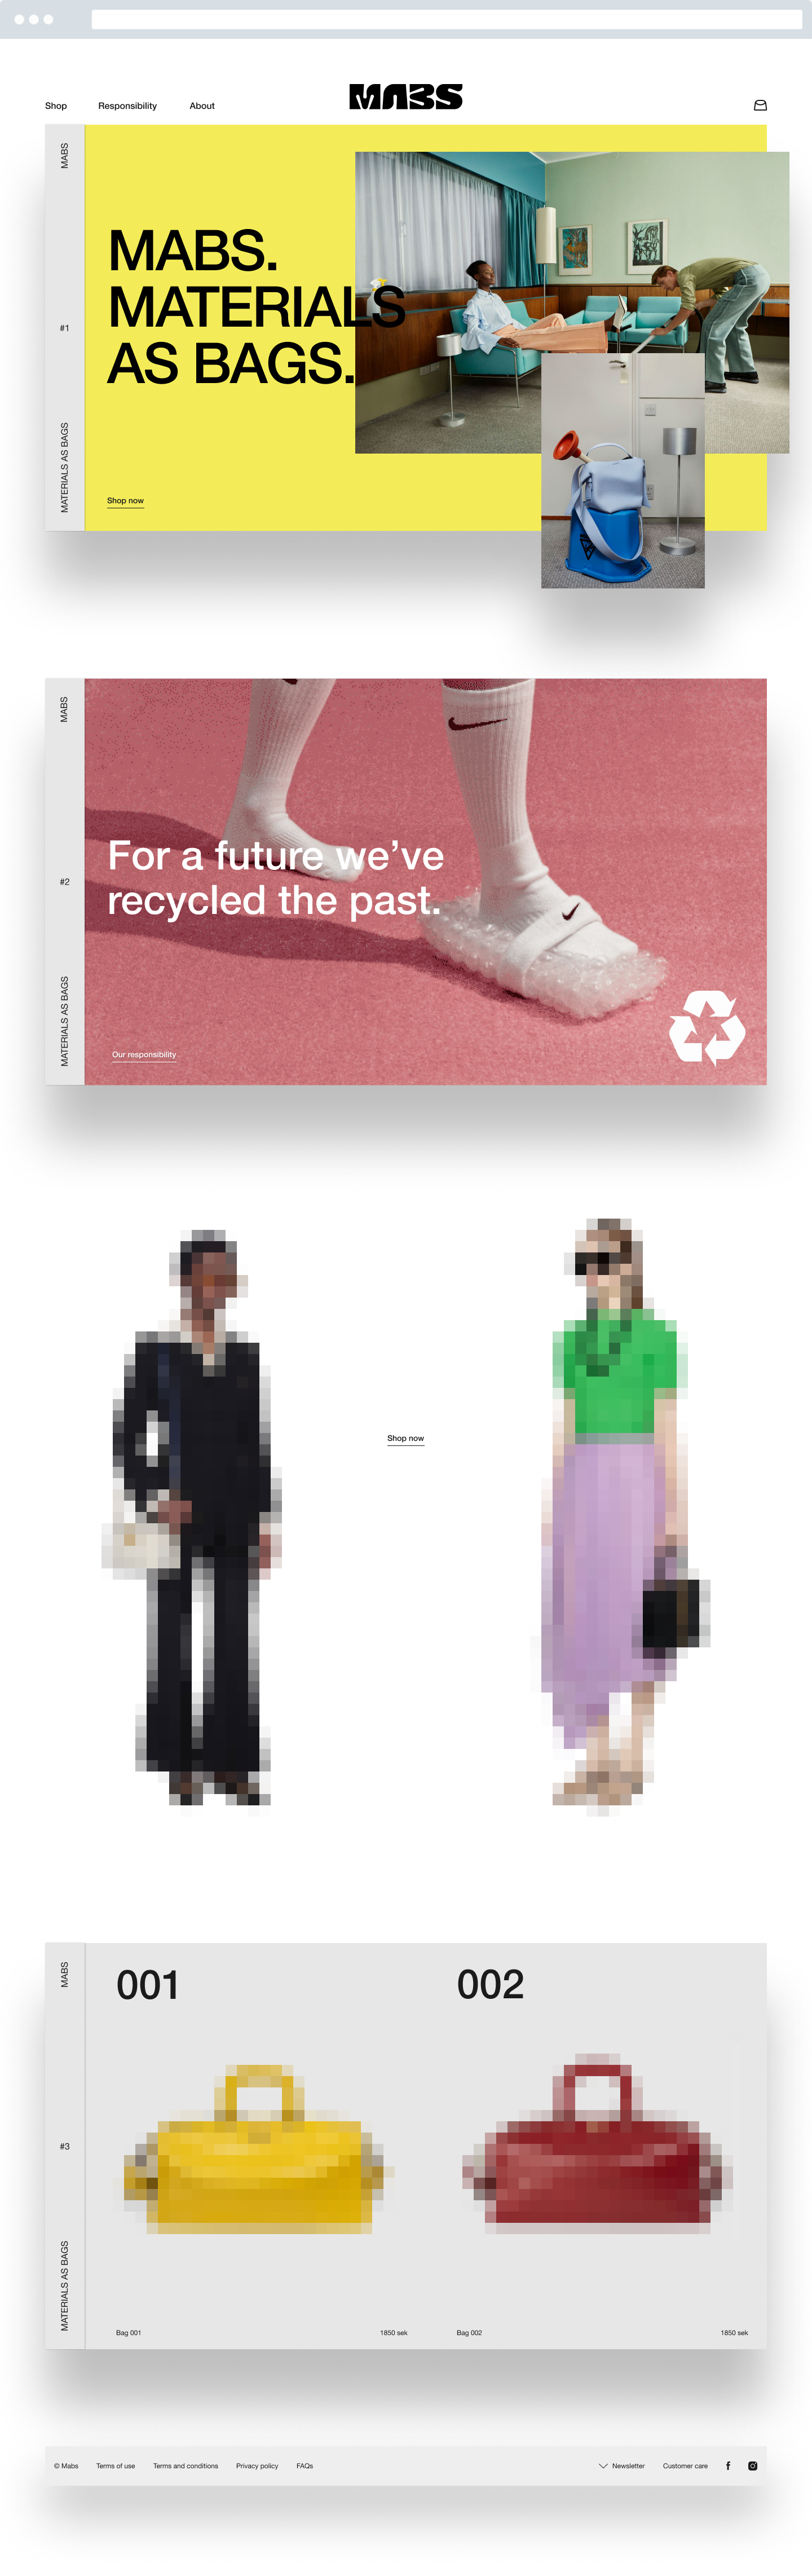 Shop
Responsibility
About
MABS
MABS
#1
MATERIALS AS BAGS
MABS.
MATERIALS
AS BAGS.
Shop now
MABS
#2
MATERIALS AS BAGS
For a future we’ve
recycled the past.
Our responsibility
Shop now
MABS
#3
MATERIALS AS BAGS
001
002
Bag 001
1850 sek
Bag 002
1850 sek
© Mabs
Terms of use
Terms and conditions
Privacy policy
FAQs
Newsletter
Customer care